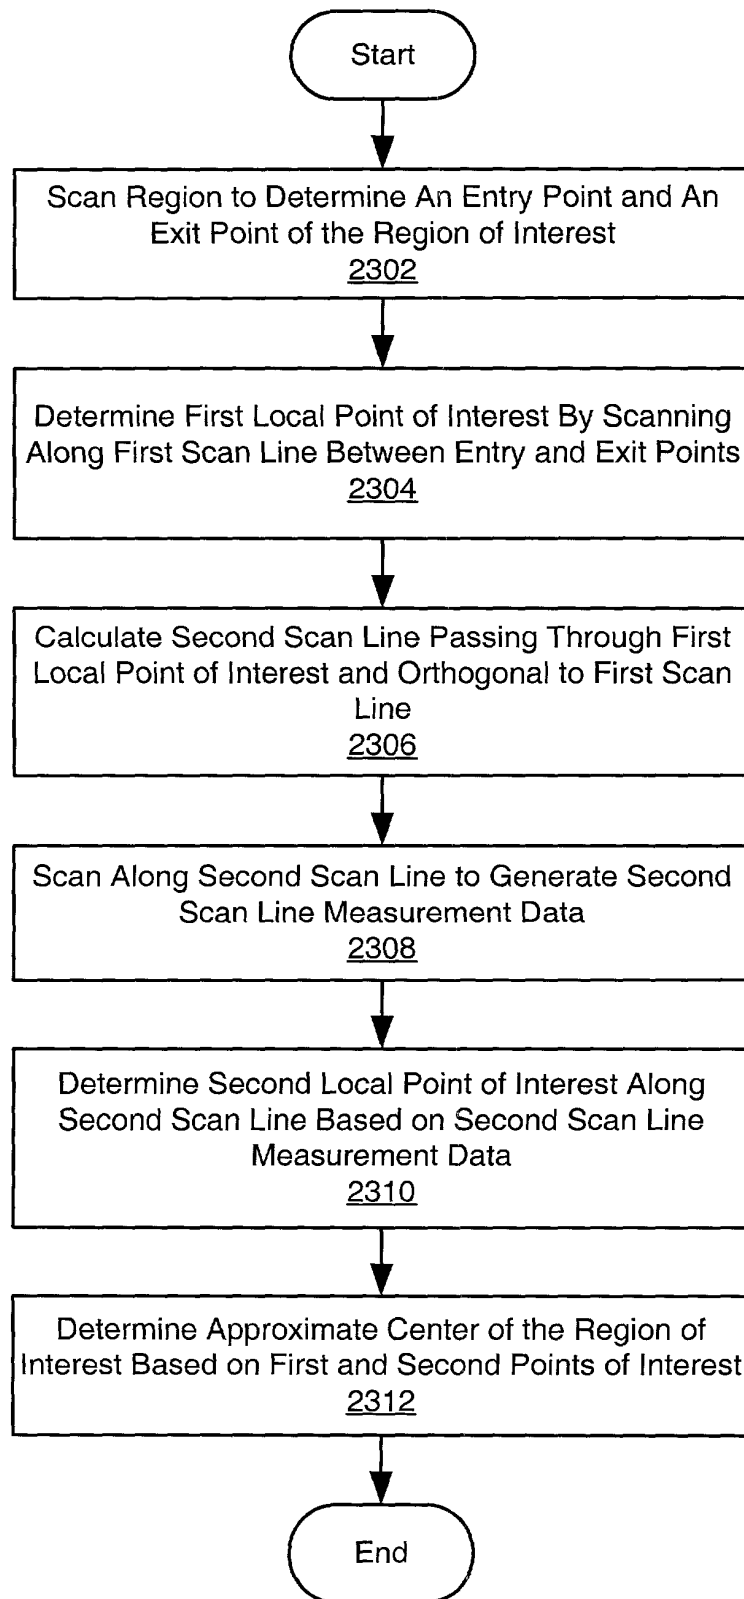 Start
Scan Region to Determine An Entry Point and An
Exit Point of the Region of Interest
2302
Determine First Local Point of Interest By Scanning
Along First Scan Line Between Entry and Exit Points
2304
Calculate Second Scan Line Passing Through First
Local Point of Interest and Orthogonal to First Scan
Line
2306
Scan Along Second Scan Line to Generate Second
Scan Line Measurement Data
2308
Determine Second Local Point of Interest Along
Second Scan Line Based on Second Scan Line
Measurement Data
2310
Determine Approximate Center of the Region of
Interest Based on First and Second Points of Interest
2312
End